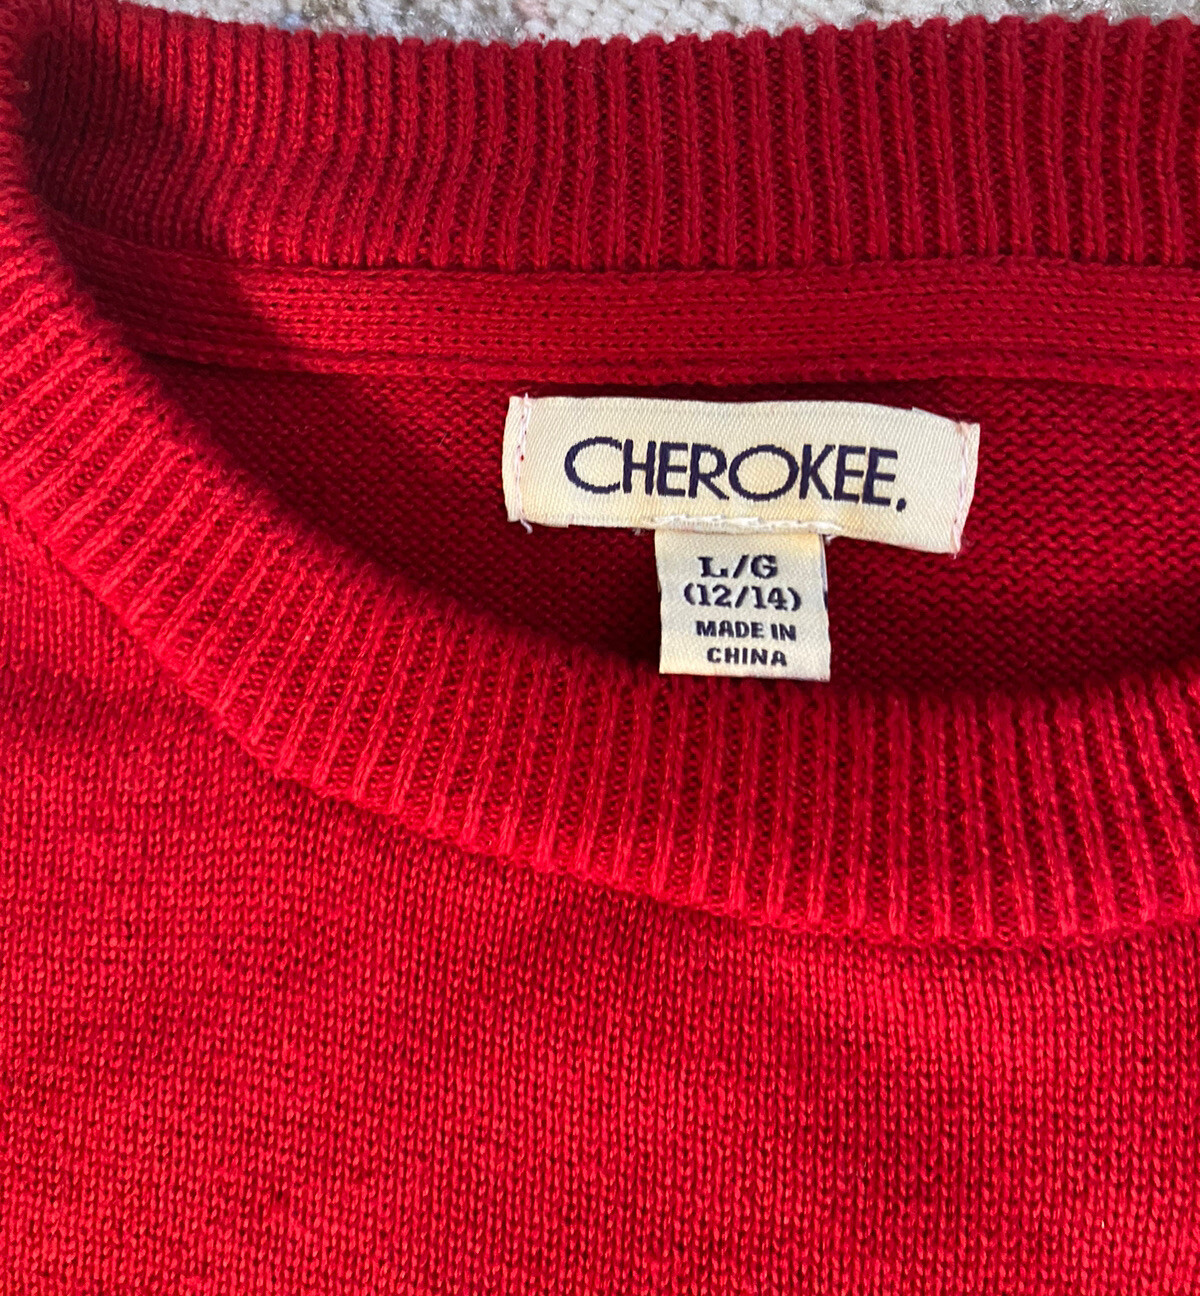 CHEROKEE.
L/G
(12/14)
MADE IN
CHINA